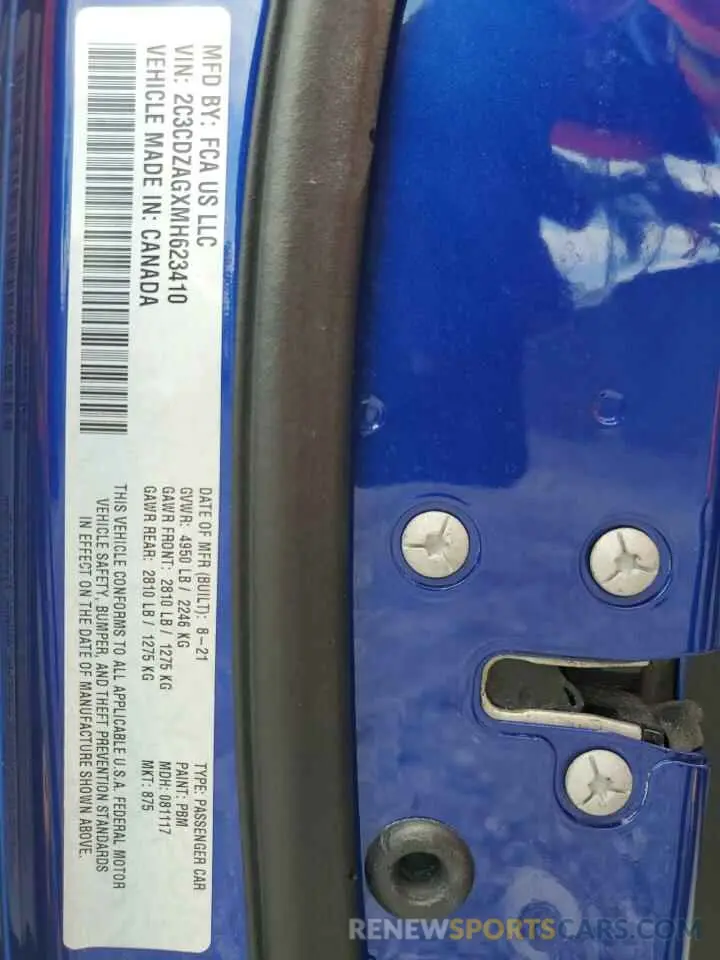 MFD BY: FCA US LLC
VIN: 2C3CDZAGXMH623410
VEHICLE MADE IN: CANADA
DATE OF MFR (BUILT): 8-21
GVWR: 4950 LB / 2246 KG
GAWR FRONT: 2810 LB / 1275 KG
GAWR REAR: 2810 LB / 1275 KG
TYPE: PASSENGER CAR
PAINT: PBM
MDH: 081117
MKT: 875
THIS VEHICLE CONFORMS TO ALL APPLICABLE U.S.A. FEDERAL MOTOR
VEHICLE SAFETY, BUMPER, AND THEFT PREVENTION STANDARDS
IN EFFECT ON THE DATE OF MANUFACTURE SHOWN ABOVE.
RENEWSPORTSCARS.COM